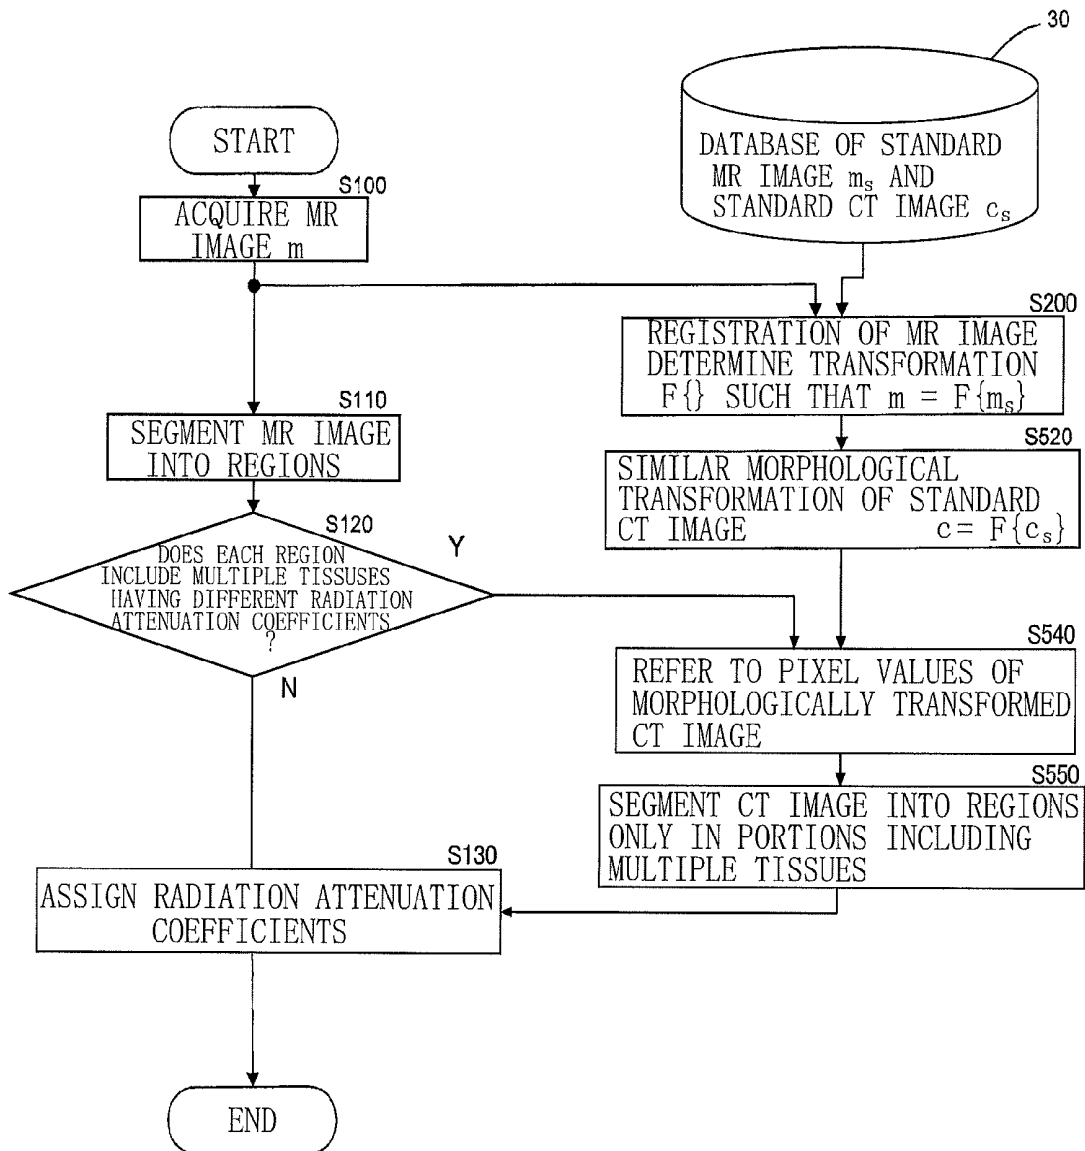 30
START
DATABASE OF STANDARD
MR IMAGE mₛ AND
STANDARD CT IMAGE cₛ
S100
ACQUIRE MR
IMAGE m
S200
REGISTRATION OF MR IMAGE
DETERMINE TRANSFORMATION
F{} SUCH THAT m = F{mₛ}
S110
SEGMENT MR IMAGE
INTO REGIONS
S520
SIMILAR MORPHOLOGICAL
TRANSFORMATION OF STANDARD
CT IMAGE c= F{cₛ}
S120
DOES EACH REGION
INCLUDE MULTIPLE TISSUSES
HAVING DIFFERENT RADIATION
ATTENUATION COEFFICIENTS
?
Y
N
S540
REFER TO PIXEL VALUES OF
MORPHOLOGICALLY TRANSFORMED
CT IMAGE
S550
SEGMENT CT IMAGE INTO REGIONS
ONLY IN PORTIONS INCLUDING
MULTIPLE TISSUES
S130
ASSIGN RADIATION ATTENUATION
COEFFICIENTS
END